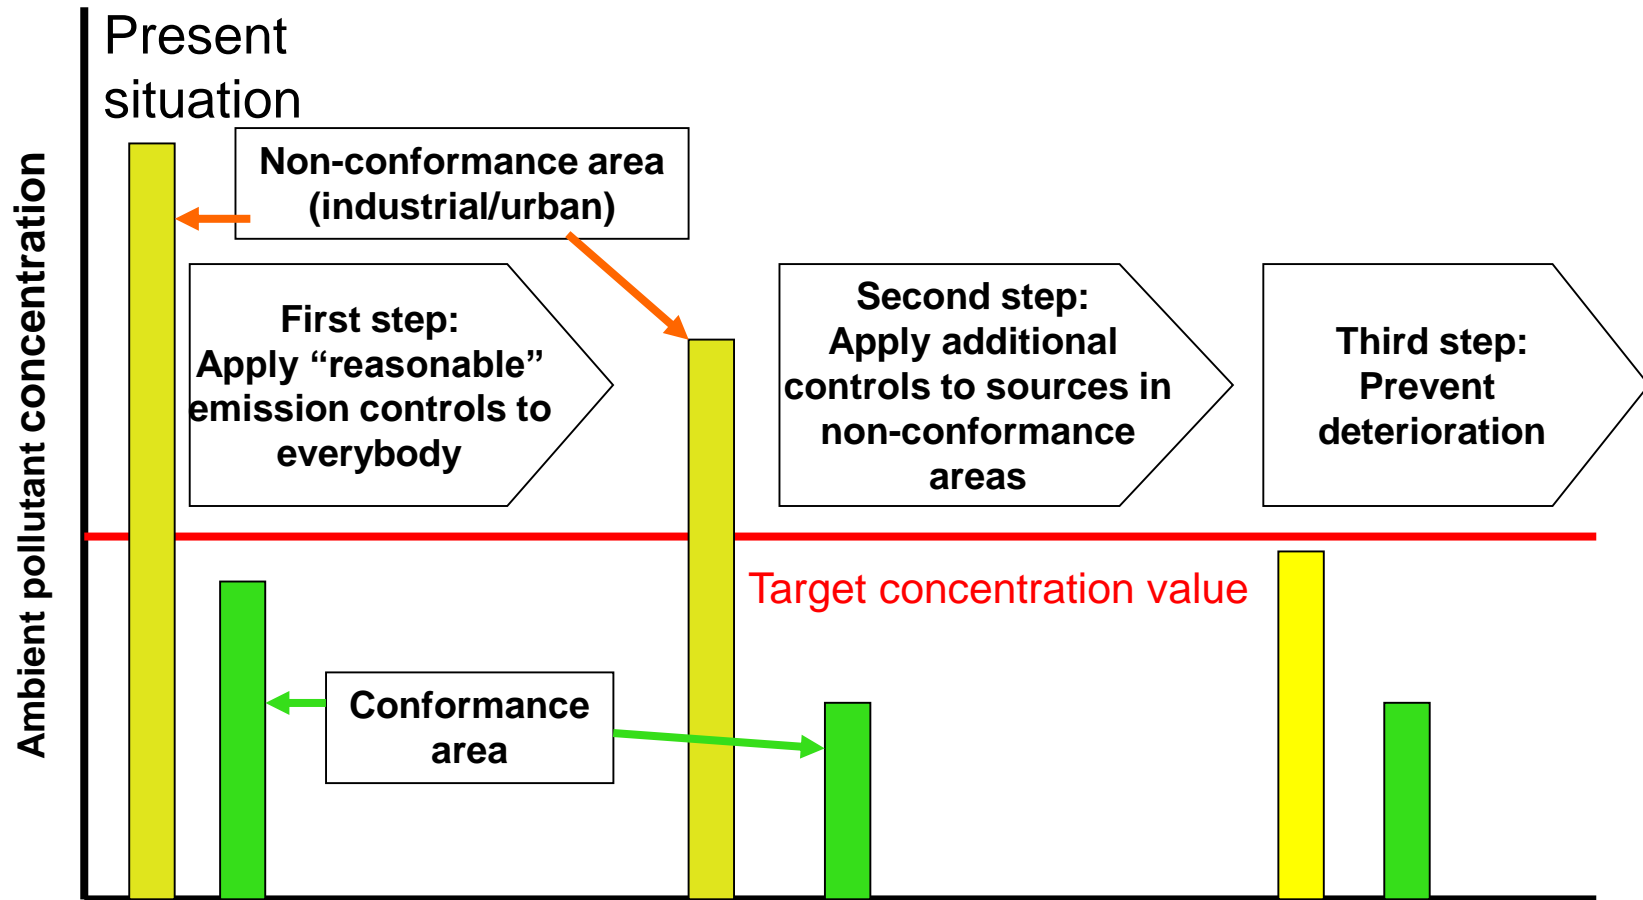 Present
situation
Ambient pollutant concentration
Non-conformance area
(industrial/urban)
First step:
Apply “reasonable”
emission controls to
everybody
Second step:
Apply additional
controls to sources in
non-conformance
areas
Third step:
Prevent
deterioration
Target concentration value
Conformance
area